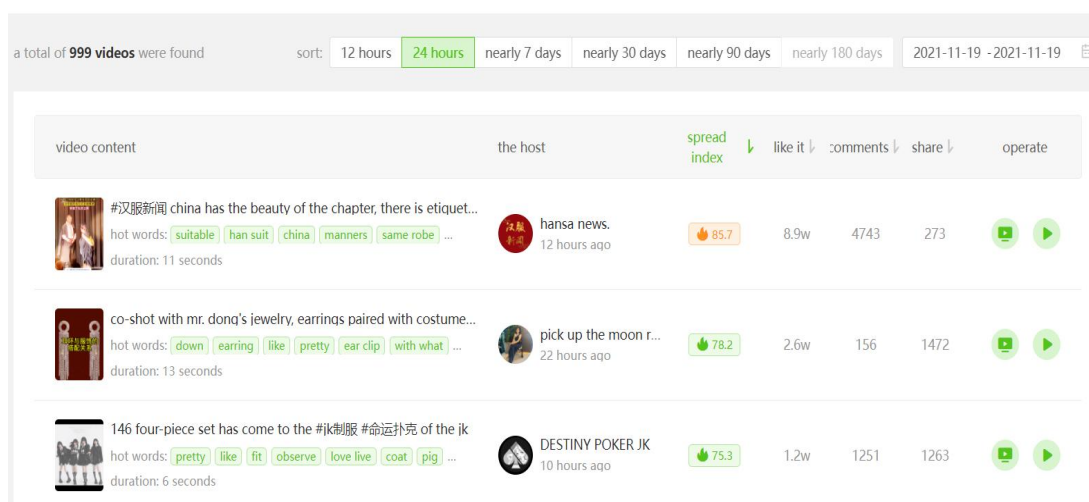 a total of 999 videos were found
sort: 12 hours 24 hours nearly 7 days nearly 30 days nearly 90 days nearly 180 days 2021-11-19 - 2021-11-19
video content the host spread index like it comments share operate
#汉服新闻 china has the beauty of the chapter, there is etiquet...
hot words: suitable han suit china manners same robe ...
duration: 11 seconds
汉服
新闻
hansa news.
12 hours ago
85.7 8.9w 4743 273
co-shot with mr. dong's jewelry, earrings paired with costume...
hot words: down earring like pretty ear clip with what ...
duration: 13 seconds
pick up the moon r...
22 hours ago
78.2 2.6w 156 1472
146 four-piece set has come to the #jk制服 #命运扑克 of the jk
hot words: pretty like fit observe love live coat pig ...
duration: 6 seconds
DESTINY POKER JK
10 hours ago
75.3 1.2w 1251 1263